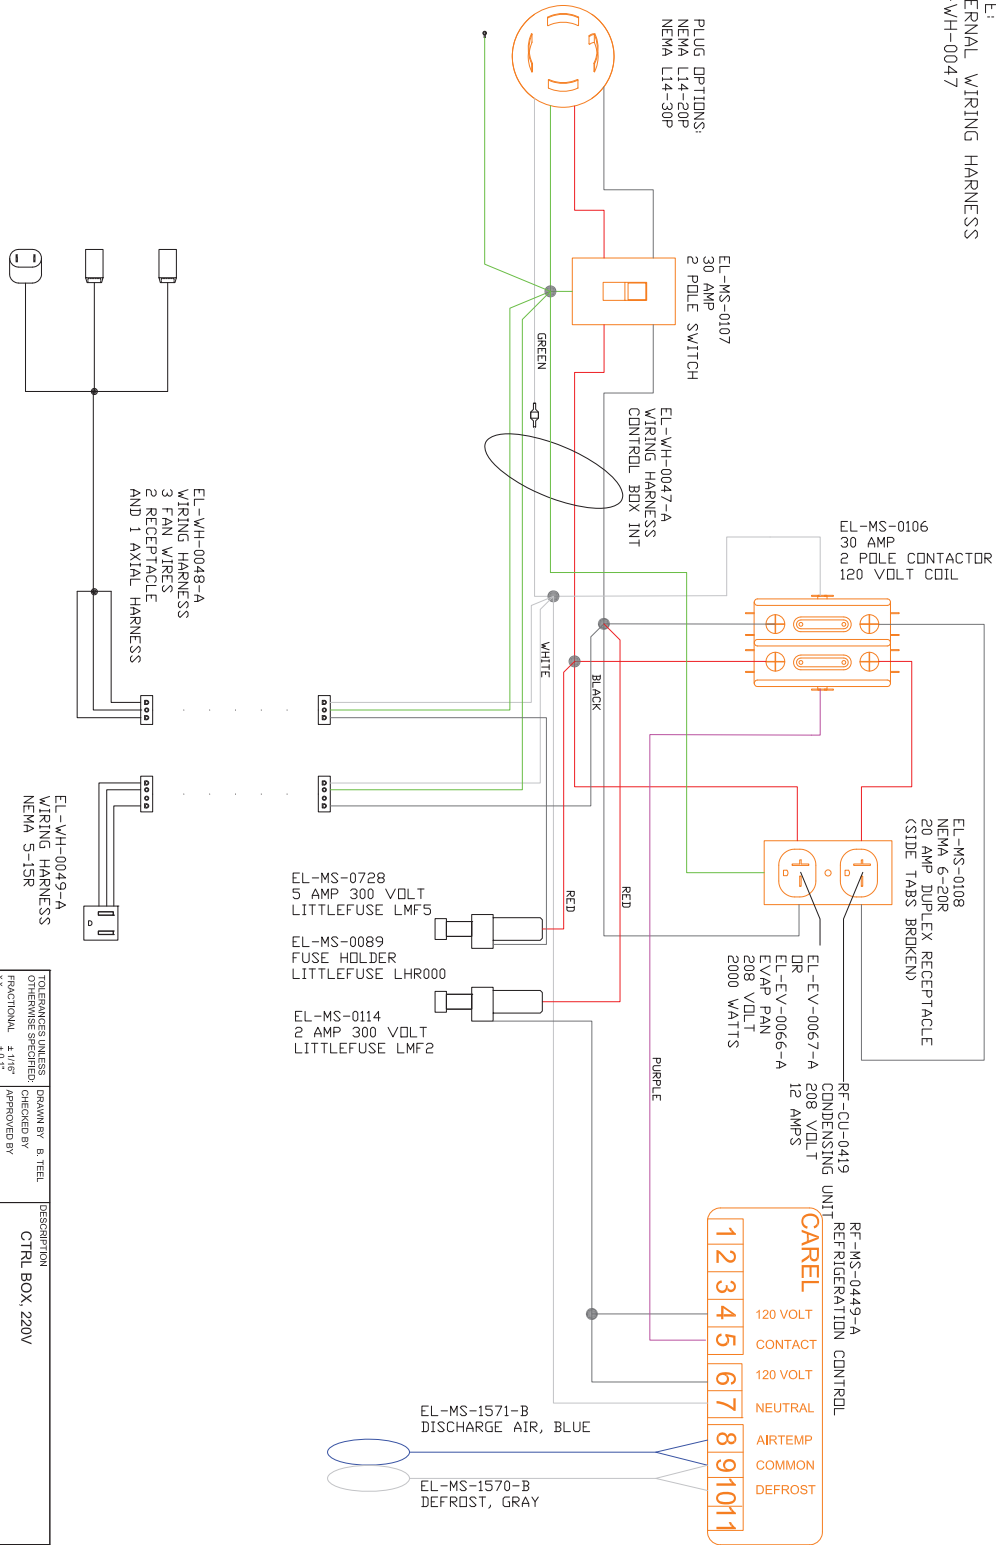 E:
ERNAL WIRING HARNESS
WH-0047
PLUG OPTIONS:
NEMA L14-20P
NEMA L14-30P
EL-MS-0107
30 AMP
2 POLE SWITCH
GREEN
EL-WH-0047-A
WIRING HARNESS
CONTROL BOX INT
EL-MS-0106
30 AMP
2 POLE CONTACTOR
120 VOLT COIL
EL-WH-0048-A
WIRING HARNESS
3 FAN WIRES
2 RECEPTACLE
AND 1 AXIAL HARNESS
WHITE
BLACK
EL-WH-0049-A
WIRING HARNESS
NEMA 5-15R
EL-MS-0728
5 AMP 300 VOLT
LITTLEFUSE LMF5
EL-MS-0089
FUSE HOLDER
LITTLEFUSE LHR000
EL-MS-0114
2 AMP 300 VOLT
LITTLEFUSE LMF2
RED
RED
PURPLE
EL-MS-0108
NEMA 6-20R
20 AMP DUPLEX RECEPTACLE
(SIDE TABS BROKEN)
EL-EV-0067-A
OR
EL-EV-0066-A
EVAP PAN
208 VOLT
2000 WATTS
RF-CU-0419
CONDENSING UNIT
208 VOLT
12 AMPS
RF-MS-0449-A
REFRIGERATION CONTROL
CAREL
1
2
3
4 120 VOLT
5 CONTACT
6 120 VOLT
7 NEUTRAL
8 AIRTEMP
9 COMMON
10 DEFROST
11
EL-MS-1571-B
DISCHARGE AIR, BLUE
EL-MS-1570-B
DEFROST, GRAY
TOLERANCES UNLESS
OTHERWISE SPECIFIED:
FRACTIONAL ± 1/16"
DRAWN BY B. TEEL
CHECKED BY
APPROVED BY
DESCRIPTION
CTRL BOX, 220V